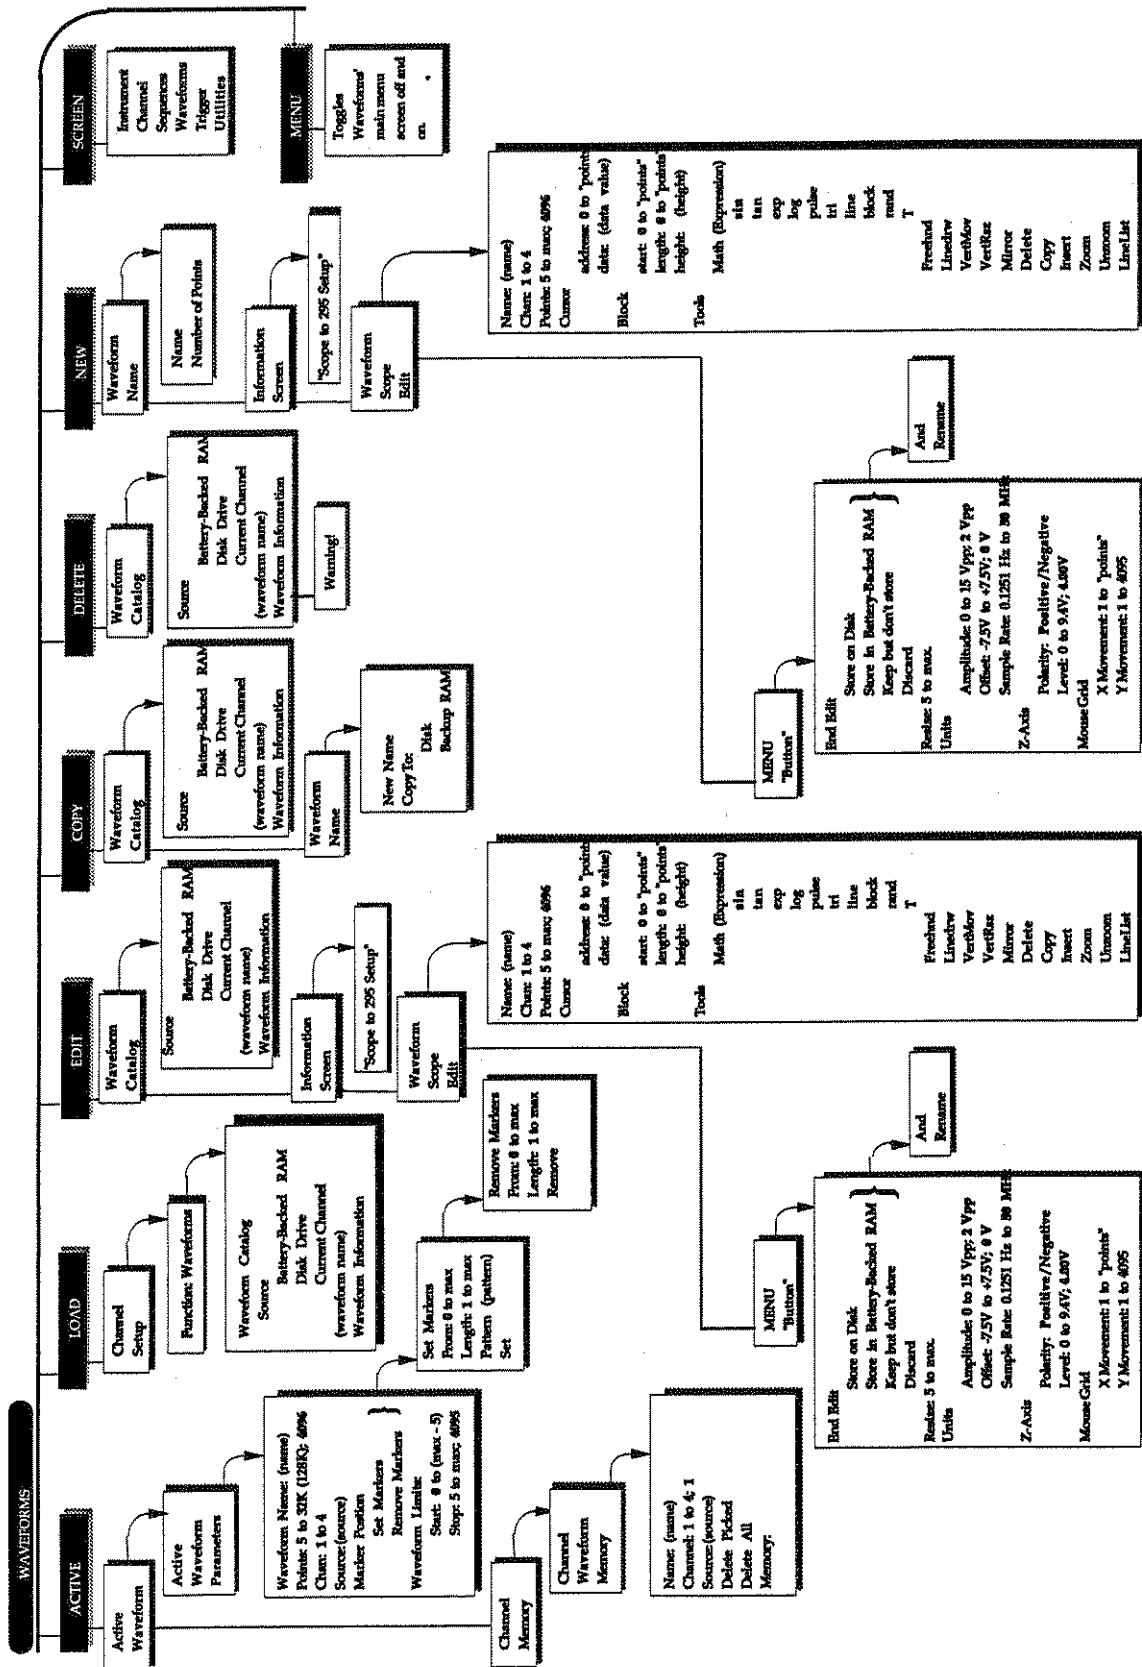 WAVEFORMS
ACTIVE
Active
Waveform
Active
Waveform
Parameters
Waveform Name: (name)
Points: 5 to 32K (128K); 4096
Chan: 1 to 4
Source:(source)
Marker Postion
Set Markers
Remove Markers
Waveform Limits:
Start: 0 to (max - 5)
Stop: 5 to max; 4095
Set Markers
From: 0 to max
Length: 1 to max
Pattern (pattern)
Set
Remove Markers
From: 0 to max
Length: 1 to max
Remove
Channel
Memory
Channel
Waveform
Memory
Name: (name)
Channel: 1 to 4; 1
Source:(source)
Delete Picked
Delete All
Memory:
LOAD
Channel
Setup
Function: Waveforms
Waveform Catalog
Source
Battery-Backed RAM
Disk Drive
Current Channel
(waveform name)
Waveform Information
EDIT
Waveform
Catalog
Source
Battery-Backed RAM
Disk Drive
Current Channel
(waveform name)
Waveform Information
Information
Screen
"Scope to 295 Setup"
Waveform
Scope
Edit
Name: (name)
Chan: 1 to 4
Points: 5 to max; 4096
Cursor
address: 0 to "points
data: (data value)
Block
start: 0 to "points"
length: 0 to "points"
height: (height)
Tools
Math (Expression)
sin
tan
exp
log
pulse
tri
line
block
rand
T
Freehnd
Linedrw
VertMov
VertRsz
Mirror
Delete
Copy
Insert
Zoom
Unzoom
LineList
MENU
"Button"
End Edit
Store on Disk
Store in Battery-Backed RAM
Keep but don't store
Discard
Resize: 5 to max.
Units
Amplitude: 0 to 15 Vpp; 2 Vpp
Offset: -7.5V to +7.5V; 0 V
Sample Rate: 0.1251 Hz to 50 MHz
Z-Axis
Polarity: Positive/Negative
Level: 0 to 9.4V; 4.00V
Mouse Grid
X Movement: 1 to "points"
Y Movement: 1 to 4095
And
Rename
COPY
Waveform
Catalog
Source
Battery-Backed RAM
Disk Drive
Current Channel
(waveform name)
Waveform Information
Waveform
Name
New Name
Copy To:
Disk
Backup RAM
DELETE
Waveform
Catalog
Source
Battery-Backed RAM
Disk Drive
Current Channel
(waveform name)
Waveform Information
Warning!
NEW
Waveform
Name
Name
Number of Points
Information
Screen
"Scope to 295 Setup"
Waveform
Scope
Edit
Name: (name)
Chan: 1 to 4
Points: 5 to max; 4096
Cursor
address: 0 to "points
data: (data value)
Block
start: 0 to "points"
length: 0 to "points
height: (height)
Tools
Math (Expression)
sin
tan
exp
log
pulse
tri
line
block
rand
T
Freehnd
Linedrw
VertMov
VertRsz
Mirror
Delete
Copy
Insert
Zoom
Unzoom
LineList
MENU
"Button"
End Edit
Store on Disk
Store in Battery-Backed RAM
Keep but don't store
Discard
Resize: 5 to max.
Units
Amplitude: 0 to 15 Vpp; 2 Vpp
Offset: -7.5V to +7.5V; 0 V
Sample Rate: 0.1251 Hz to 50 MHz
Z-Axis
Polarity: Positive/Negative
Level: 0 to 9.4V; 4.00V
Mouse Grid
X Movement: 1 to "points"
Y Movement: 1 to 4095
And
Rename
SCREEN
Instrument
Channel
Sequences
Waveforms
Trigger
Utilities
MENU
Toggles
Waveforms'
main menu
screen off and
on.